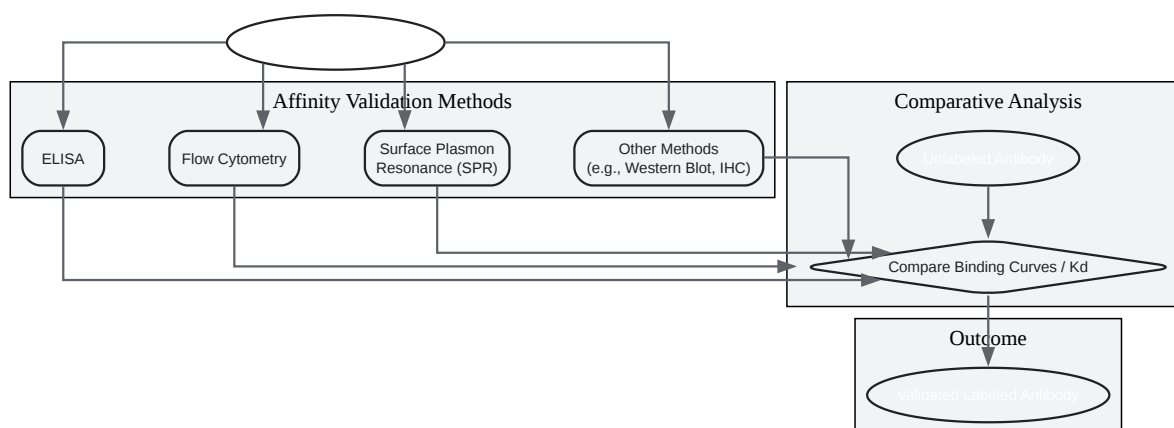 Affinity Validation Methods
Comparative Analysis
ELISA
Flow Cytometry
Surface Plasmon
Resonance (SPR)
Other Methods
(e.g., Western Blot, IHC)
Unlabeled Antibody
Compare Binding Curves / Kd
Outcome
Validated Labeled Antibody